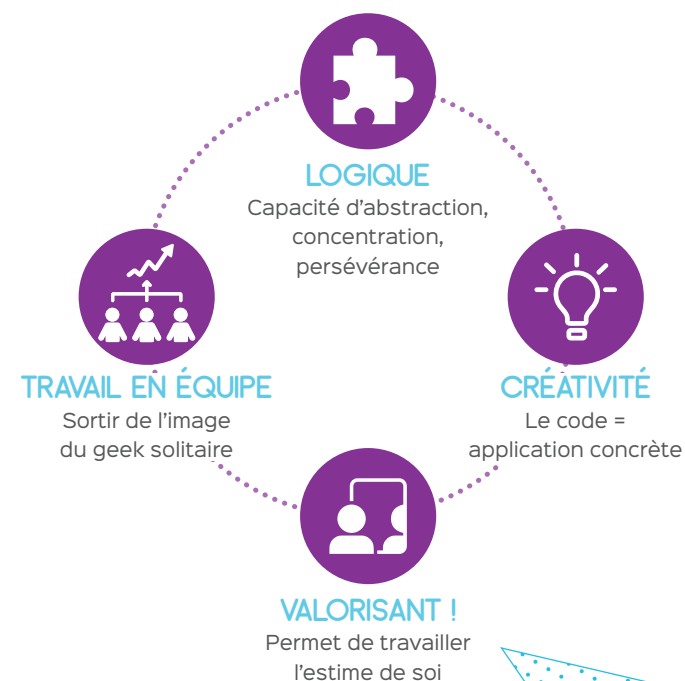 LOGIQUE
Capacité d'abstraction,
concentration,
persévérance
TRAVAIL EN ÉQUIPE
Sortir de l'image
du geek solitaire
CRÉATIVITÉ
Le code =
application concrète
VALORISANT !
Permet de travailler
l'estime de soi